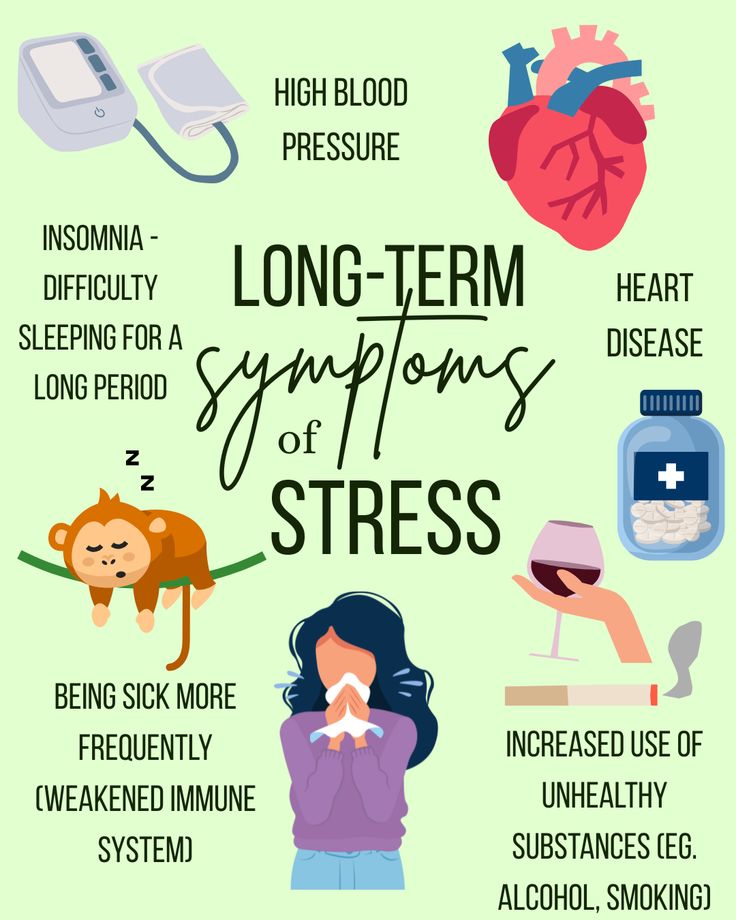 HIGH BLOOD
PRESSURE
INSOMNIA -
DIFFICULTY
SLEEPING FOR A
LONG PERIOD
LONG-TERM
symptoms
of
STRESS
HEART
DISEASE
Z
Z
BEING SICK MORE
FREQUENTLY
(WEAKENED IMMUNE
SYSTEM)
INCREASED USE OF
UNHEALTHY
SUBSTANCES (EG.
ALCOHOL, SMOKING)